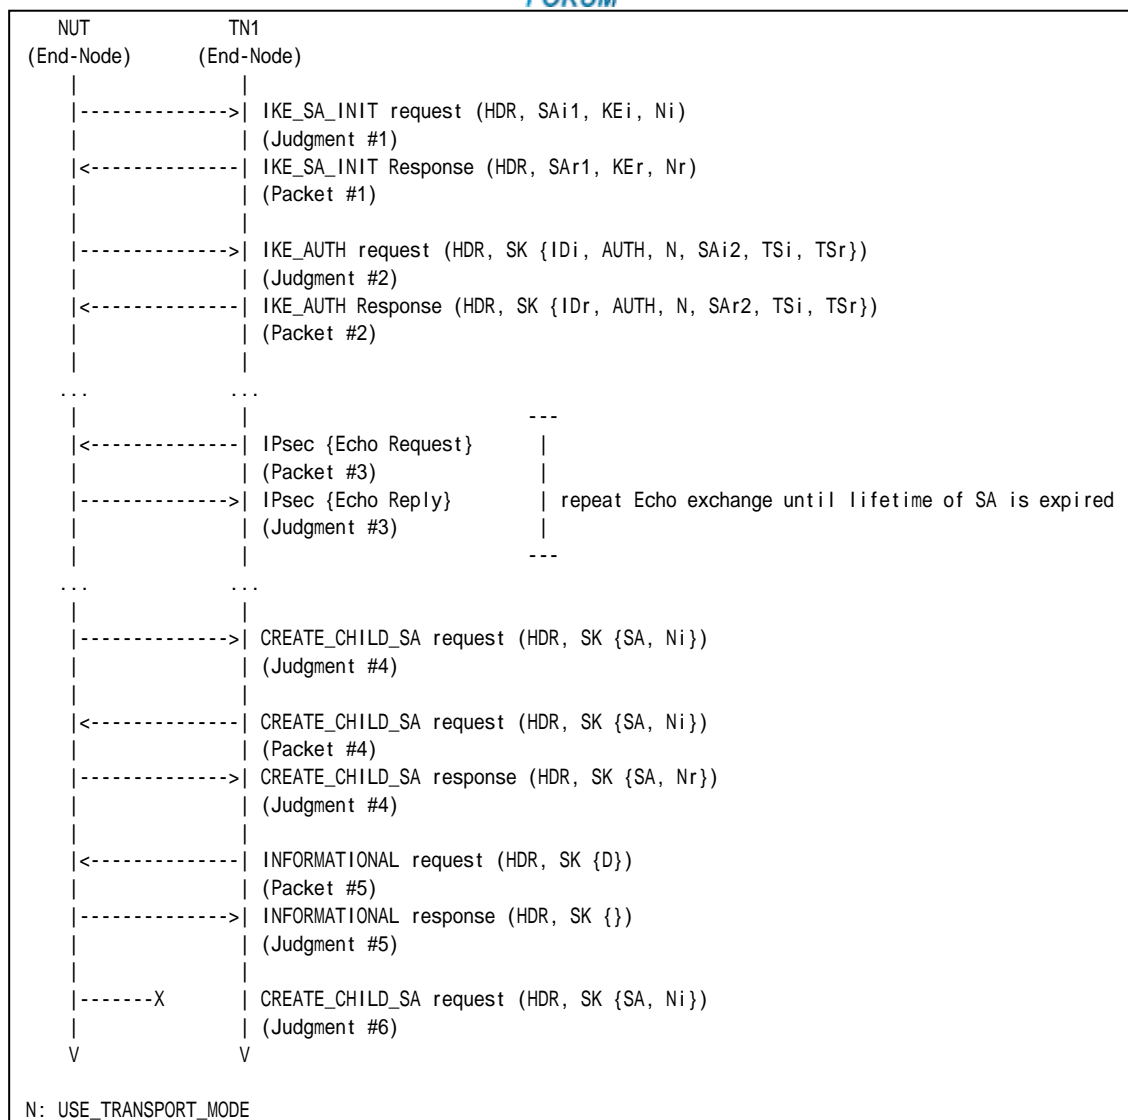 FORUM
NUT TN1
(End-Node) (End-Node)
| |
|-------------->| IKE_SA_INIT request (HDR, SAi1, KEi, Ni)
| | (Judgment #1)
|<--------------| IKE_SA_INIT Response (HDR, SAr1, KEr, Nr)
| | (Packet #1)
| |
|-------------->| IKE_AUTH request (HDR, SK {IDi, AUTH, N, SAi2, TSi, TSr})
| | (Judgment #2)
|<--------------| IKE_AUTH Response (HDR, SK {IDr, AUTH, N, SAr2, TSi, TSr})
| | (Packet #2)
| |
... ...
| | ---
|<--------------| IPsec {Echo Request} |
| | (Packet #3) |
|-------------->| IPsec {Echo Reply} | repeat Echo exchange until lifetime of SA is expired
| | (Judgment #3) |
| | ---
... ...
| |
|-------------->| CREATE_CHILD_SA request (HDR, SK {SA, Ni})
| | (Judgment #4)
| |
|<--------------| CREATE_CHILD_SA request (HDR, SK {SA, Ni})
| | (Packet #4)
|-------------->| CREATE_CHILD_SA response (HDR, SK {SA, Nr})
| | (Judgment #4)
| |
|<--------------| INFORMATIONAL request (HDR, SK {D})
| | (Packet #5)
|-------------->| INFORMATIONAL response (HDR, SK {})
| | (Judgment #5)
| |
|-------X | CREATE_CHILD_SA request (HDR, SK {SA, Ni})
| | (Judgment #6)
V V
N: USE_TRANSPORT_MODE